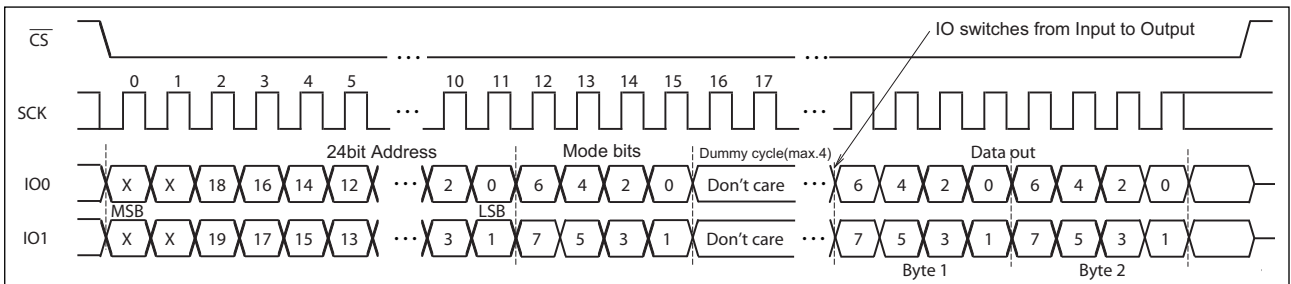 CS IO switches from Input to Output
0 1 2 3 4 5 10 11 12 13 14 15 16 17
SCK
24bit Address Mode bits Dummy cycle(max.4) Data out
IO0 X X 18 16 14 12 2 0 6 4 2 0 Don't care 6 4 2 0 6 4 2 0
MSB LSB
IO1 X X 19 17 15 13 3 1 7 5 3 1 Don't care 7 5 3 1 7 5 3 1
Byte 1 Byte 2